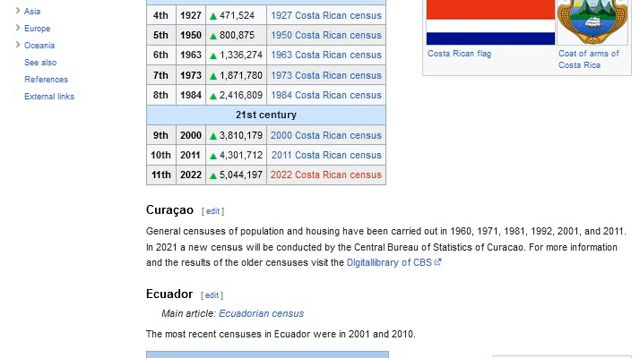 Asia
Europe
Oceania
See also
References
External links
4th 1927 ▲ 471,524 1927 Costa Rican census
5th 1950 ▲ 800,875 1950 Costa Rican census
6th 1963 ▲ 1,336,274 1963 Costa Rican census
7th 1973 ▲ 1,871,780 1973 Costa Rican census
8th 1984 ▲ 2,416,809 1984 Costa Rican census
21st century
9th 2000 ▲ 3,810,179 2000 Costa Rican census
10th 2011 ▲ 4,301,712 2011 Costa Rican census
11th 2022 ▲ 5,044,197 2022 Costa Rican census
Costa Rican flag
Coat of arms of
Costa Rica
Curaçao [ edit ]
General censuses of population and housing have been carried out in 1960, 1971, 1981, 1992, 2001, and 2011.
In 2021 a new census will be conducted by the Central Bureau of Statistics of Curacao. For more information
and the results of the older censuses visit the DIgitallibrary of CBS
Ecuador [ edit ]
Main article: Ecuadorian census
The most recent censuses in Ecuador were in 2001 and 2010.